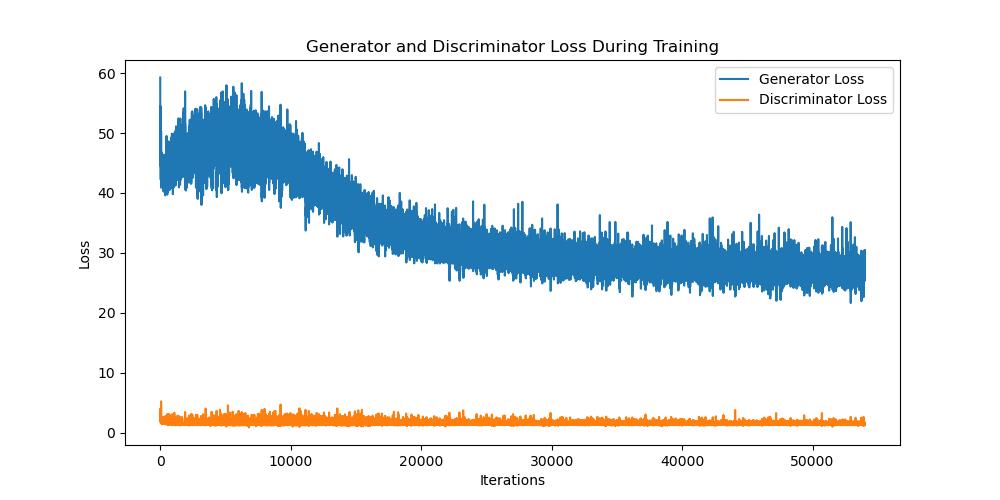 Generator and Discriminator Loss During Training
Generator Loss
Discriminator Loss
60
50
40
30
20
10
0
Loss
0 10000 20000 30000 40000 50000
Iterations